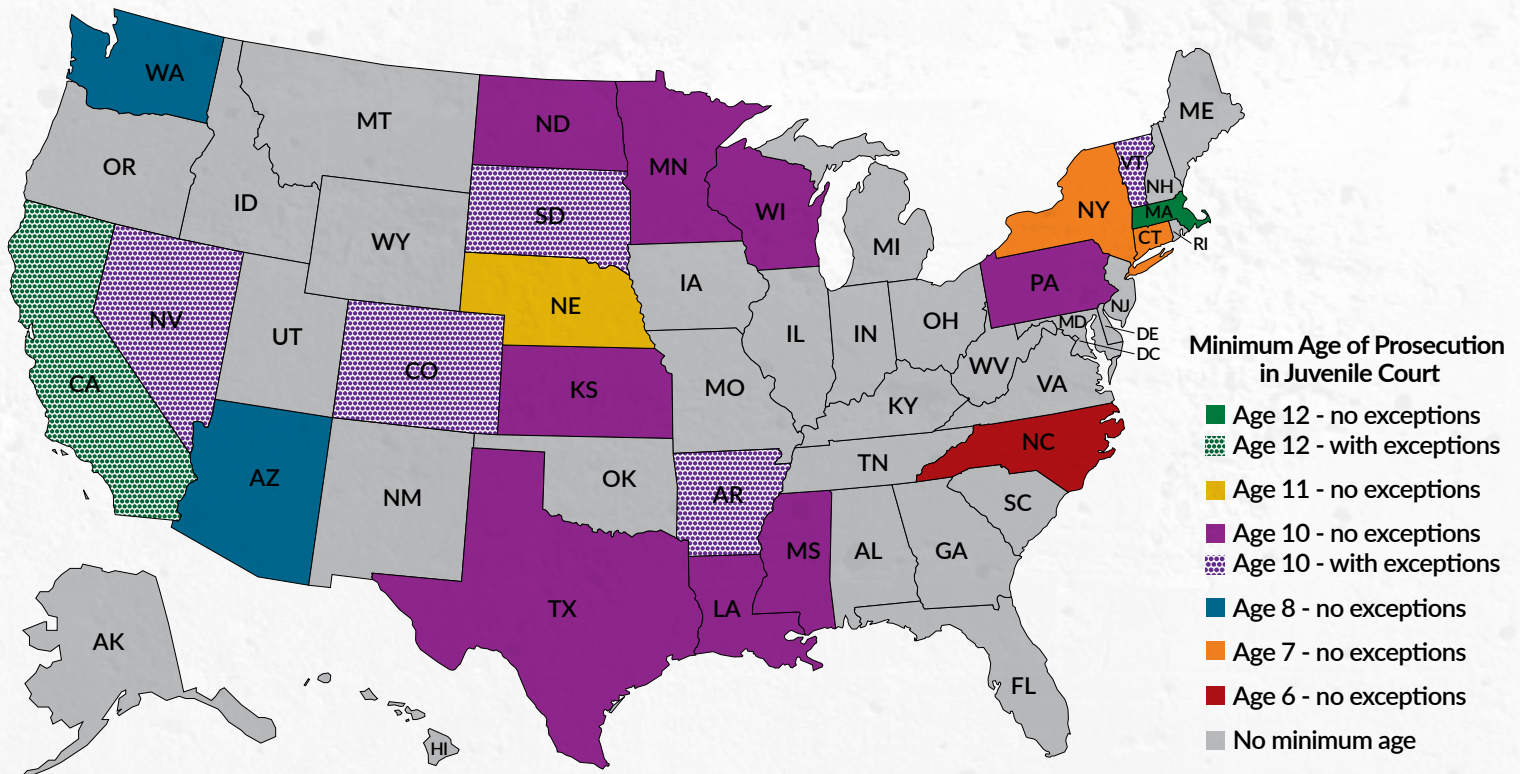 WA
MT
ND
MN
ME
OR
ID
WY
SD
WI
MI
VT
NH
NY
MA
CT
RI
NV
UT
CO
NE
IA
IL
IN
OH
PA
NJ
MD
DE
DC
CA
KS
MO
WV
VA
KY
AZ
NM
OK
AR
TN
NC
SC
TX
LA
MS
AL
GA
FL
AK
HI
Minimum Age of Prosecution
in Juvenile Court
Age 12 - no exceptions
Age 12 - with exceptions
Age 11 - no exceptions
Age 10 - no exceptions
Age 10 - with exceptions
Age 8 - no exceptions
Age 7 - no exceptions
Age 6 - no exceptions
No minimum age